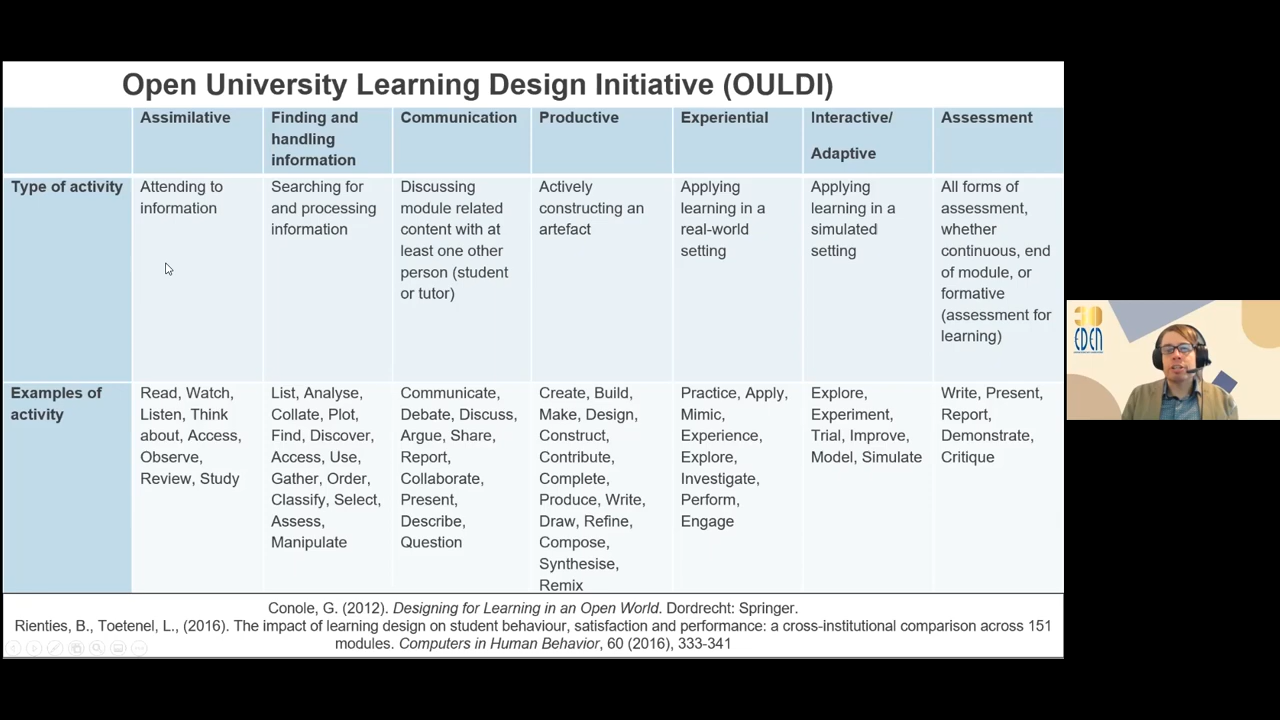 Open University Learning Design Initiative (OULDI)
Assimilative
Finding and
handling
information
Communication
Productive
Experiential
Interactive/
Adaptive
Assessment
Type of activity
Attending to
information
Searching for
and processing
information
Discussing
module related
content with at
least one other
person (student
or tutor)
Actively
constructing an
artefact
Applying
learning in a
real-world
setting
Applying
learning in a
simulated
setting
All forms of
assessment,
whether
continuous, end
of module, or
formative
(assessment for
learning)
Examples of
activity
Read, Watch,
Listen, Think
about, Access,
Observe,
Review, Study
List, Analyse,
Collate, Plot,
Find, Discover,
Access, Use,
Gather, Order,
Classify, Select,
Assess,
Manipulate
Communicate,
Debate, Discuss,
Argue, Share,
Report,
Collaborate,
Present,
Describe,
Question
Create, Build,
Make, Design,
Construct,
Contribute,
Complete,
Produce, Write,
Draw, Refine,
Compose,
Synthesise,
Remix
Practice, Apply,
Mimic,
Experience,
Explore,
Investigate,
Perform,
Engage
Explore,
Experiment,
Trial, Improve,
Model, Simulate
Write, Present,
Report,
Demonstrate,
Critique
Conole, G. (2012). Designing for Learning in an Open World. Dordrecht: Springer.
Rienties, B., Toetenel, L., (2016). The impact of learning design on student behaviour, satisfaction and performance: a cross-institutional comparison across 151
modules. Computers in Human Behavior, 60 (2016), 333-341
30
EDEN